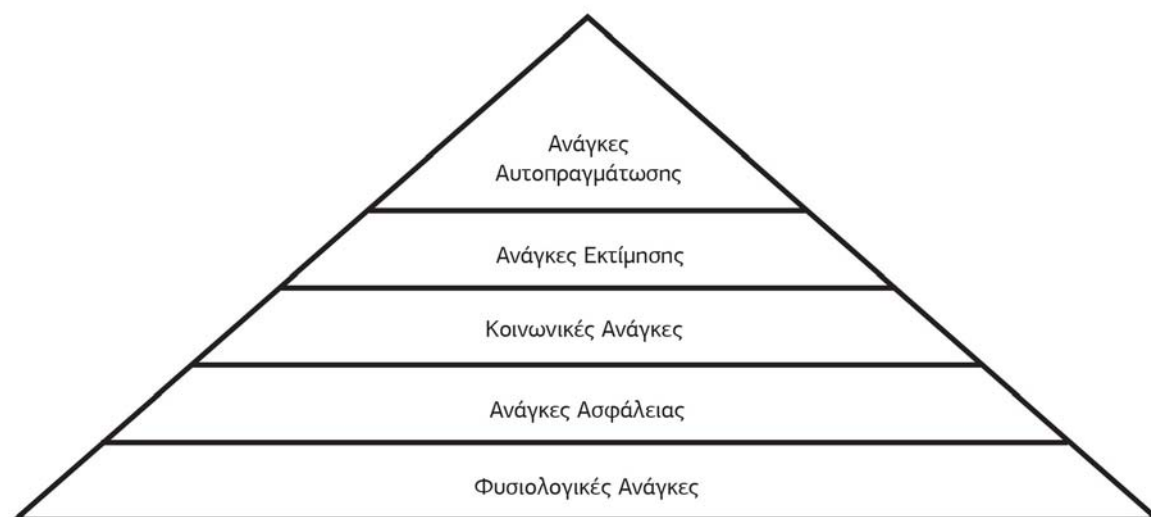 Ανάγκες
Αυτοπραγμάτωσης
Ανάγκες Εκτίμησης
Κοινωνικές Ανάγκες
Ανάγκες Ασφάλειας
Φυσιολογικές Ανάγκες